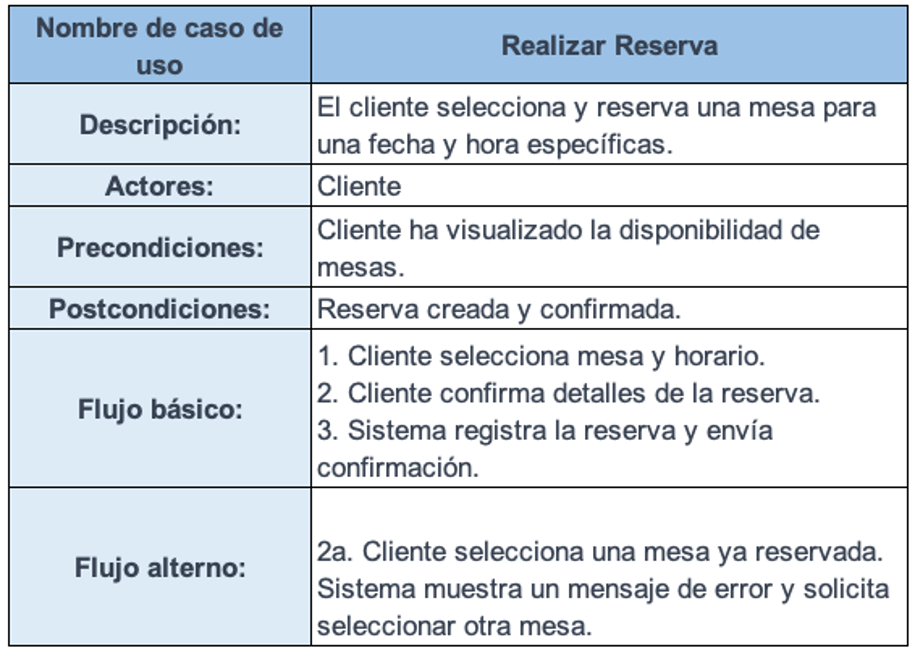 Nombre de caso de
uso
Realizar Reserva
Descripción:
El cliente selecciona y reserva una mesa para
una fecha y hora específicas.
Actores:
Cliente
Precondiciones:
Cliente ha visualizado la disponibilidad de
mesas.
Postcondiciones:
Reserva creada y confirmada.
Flujo básico:
1. Cliente selecciona mesa y horario.
2. Cliente confirma detalles de la reserva.
3. Sistema registra la reserva y envía
confirmación.
Flujo alterno:
2a. Cliente selecciona una mesa ya reservada.
Sistema muestra un mensaje de error y solicita
seleccionar otra mesa.